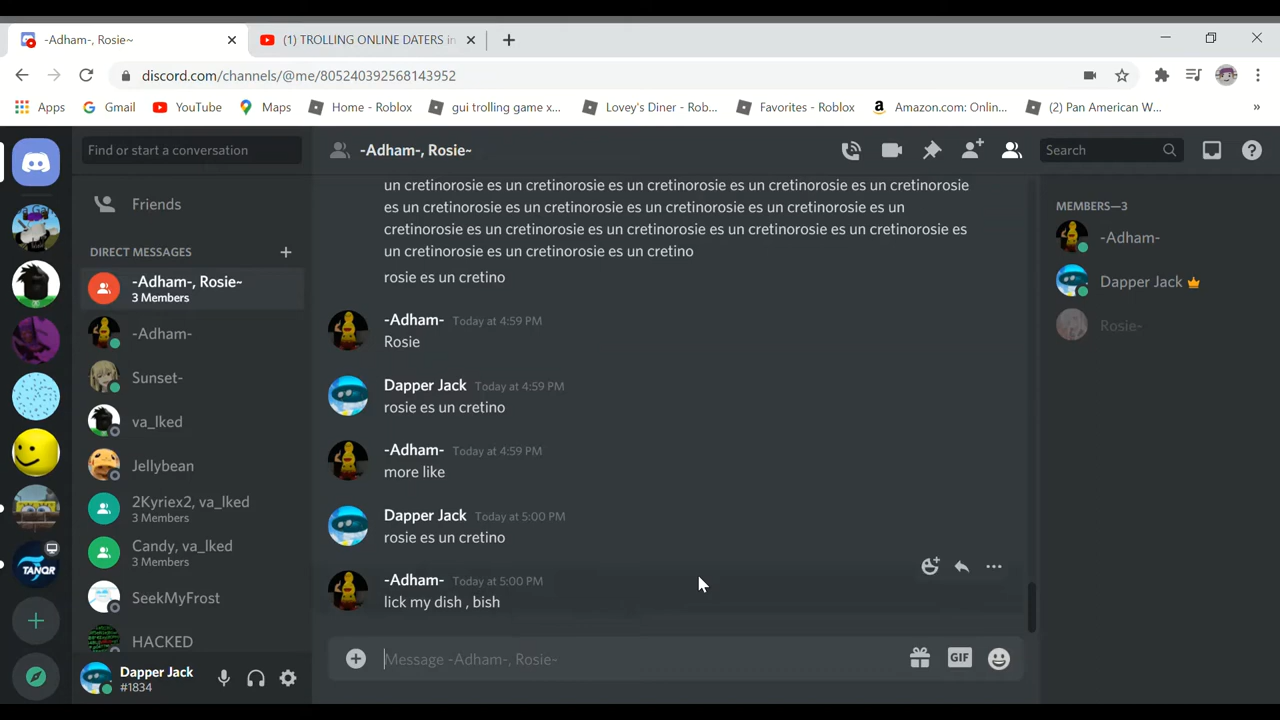 -Adham-, Rosie~
(1) TROLLING ONLINE DATERS in
discord.com/channels/@me/805240392568143952
Apps
Gmail
YouTube
Maps
Home - Roblox
gui trolling game x...
Lovey's Diner - Rob...
Favorites - Roblox
Amazon.com: Onlin...
(2) Pan American W...
»
Find or start a conversation
-Adham-, Rosie~
Search
Friends
DIRECT MESSAGES
-Adham-, Rosie~
3 Members
-Adham-
Sunset-
va_lked
Jellybean
2Kyriex2, va_lked
3 Members
Candy, va_lked
3 Members
SeekMyFrost
HACKED
TANQR
Dapper Jack
#1834
un cretinorosie es un cretinorosie es un cretinorosie es un cretinorosie es un cretinorosie
es un cretinorosie es un cretinorosie es un cretinorosie es un cretinorosie es un
cretinorosie es un cretinorosie es un cretinorosie es un cretinorosie es un cretinorosie es
un cretinorosie es un cretinorosie es un cretino
rosie es un cretino
-Adham- Today at 4:59 PM
Rosie
Dapper Jack Today at 4:59 PM
rosie es un cretino
-Adham- Today at 4:59 PM
more like
Dapper Jack Today at 5:00 PM
rosie es un cretino
-Adham- Today at 5:00 PM
lick my dish , bish
Message -Adham-, Rosie~
GIF
MEMBERS—3
-Adham-
Dapper Jack
Rosie~